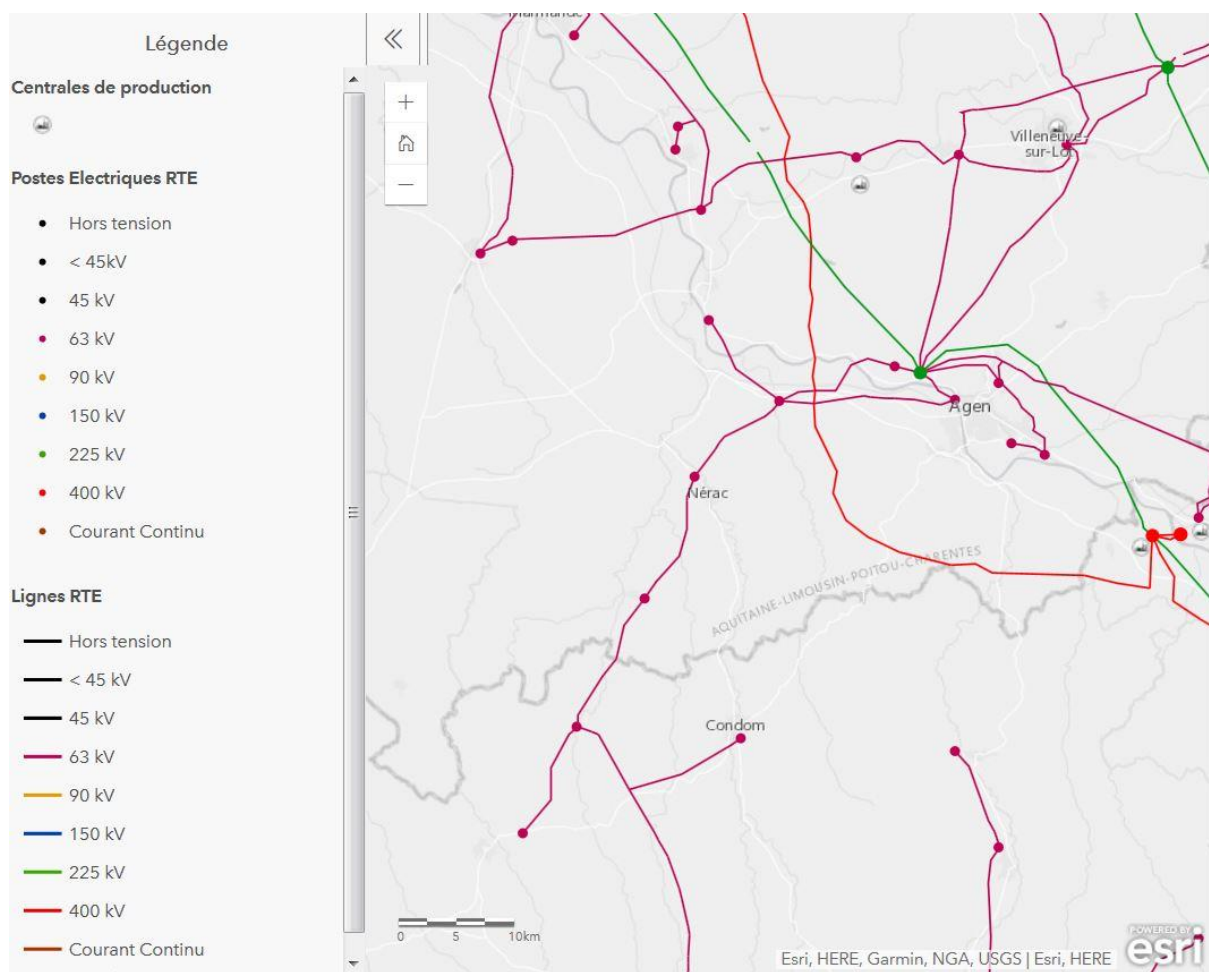 Légende
Centrales de production
Postes Electriques RTE
Hors tension
< 45kV
45 kV
63 kV
90 kV
150 kV
225 kV
400 kV
Courant Continu
Lignes RTE
Hors tension
< 45 kV
45 kV
63 kV
90 kV
150 kV
225 kV
400 kV
Courant Continu
Marmande
Villeneuve-
sur-Lot
Agen
Nérac
AQUITAINE-LIMOUSIN-POITOU-CHARENTES
Condom
0 5 10km
Esri, HERE, Garmin, NGA, USGS | Esri, HERE
POWERED BY
esri